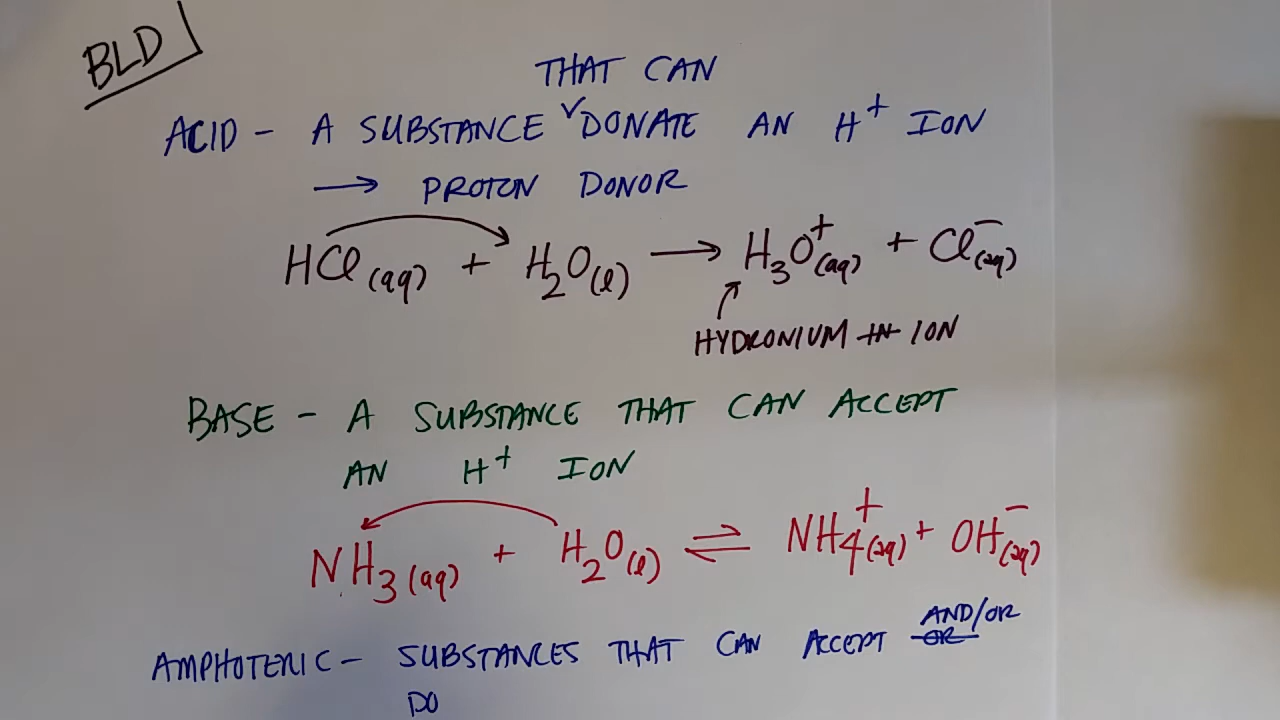 BLD
THAT CAN
ACID - A SUBSTANCE ˅ DONATE AN H⁺ ION
→ PROTON DONOR
HCl(aq) + H₂O(l) → H₃O⁺(aq) + Cl⁻(aq)
HYDRONIUM IN ION
BASE - A SUBSTANCE THAT CAN ACCEPT
AN H⁺ ION
NH₃(aq) + H₂O(l) ⇌ NH₄⁺(aq) + OH⁻(aq)
AND/OR
AMPHOTERIC - SUBSTANCES THAT CAN ACCEPT OR
DO